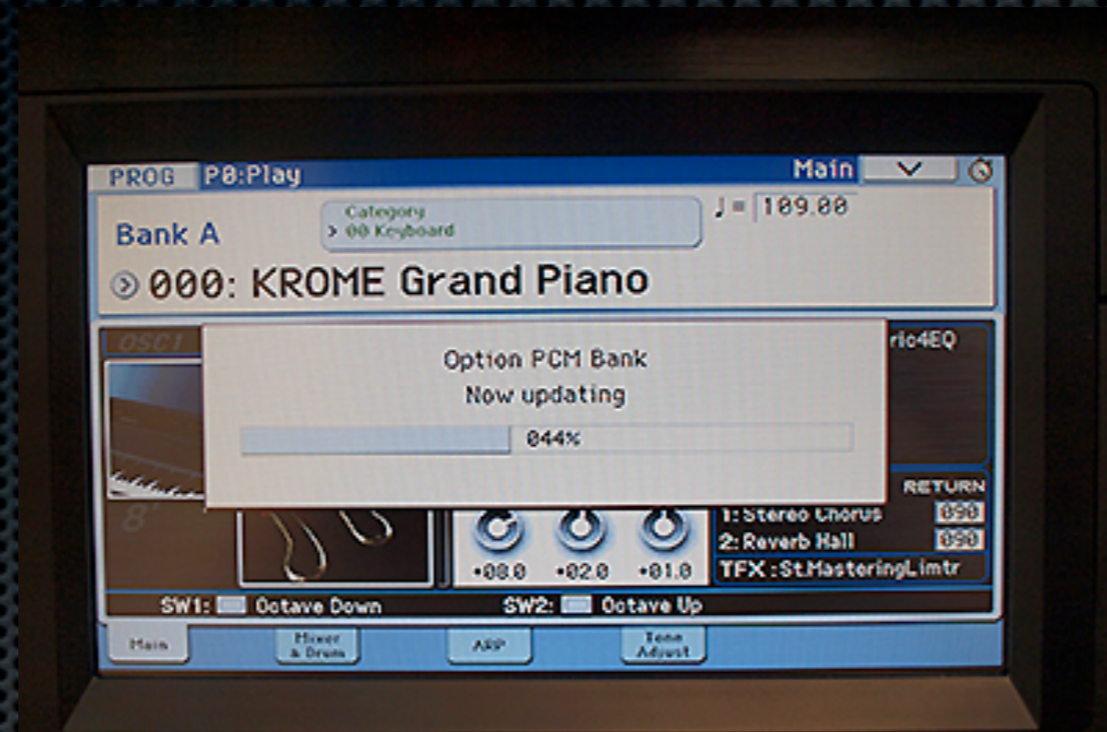 PROG P0:Play Main
Category
Bank A > 00 Keyboard ♩= 109.00
000: KROME Grand Piano
OSC1 ric4EQ
Option PCM Bank
Now updating
044%
RETURN
8'
1: Stereo Chorus 090
2: Reverb Hall 090
+08.0 +02.0 +01.0 TFX :St.MasteringLimtr
SW1: Octave Down SW2: Octave Up
Main Mixer & Drum ARP Tone Adjust